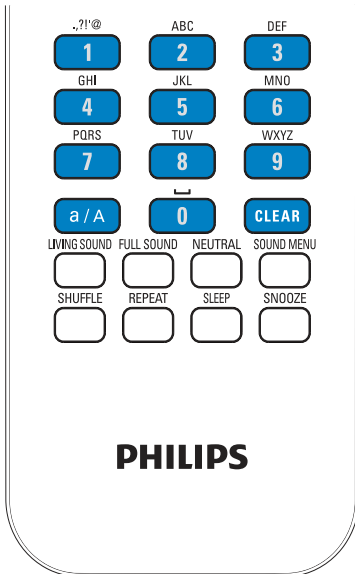 .,?!'@ ABC DEF
1 2 3
GHI JKL MNO
4 5 6
PQRS TUV WXYZ
7 8 9
a/A 0 CLEAR
LIVING SOUND FULL SOUND NEUTRAL SOUND MENU
SHUFFLE REPEAT SLEEP SNOOZE
PHILIPS